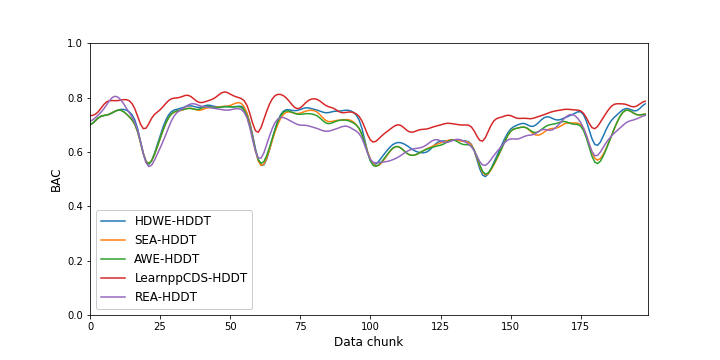 1.0
0.8
0.6
0.4
0.2
0.0
BAC
HDWE-HDDT
SEA-HDDT
AWE-HDDT
LearnppCDS-HDDT
REA-HDDT
0 25 50 75 100 125 150 175
Data chunk